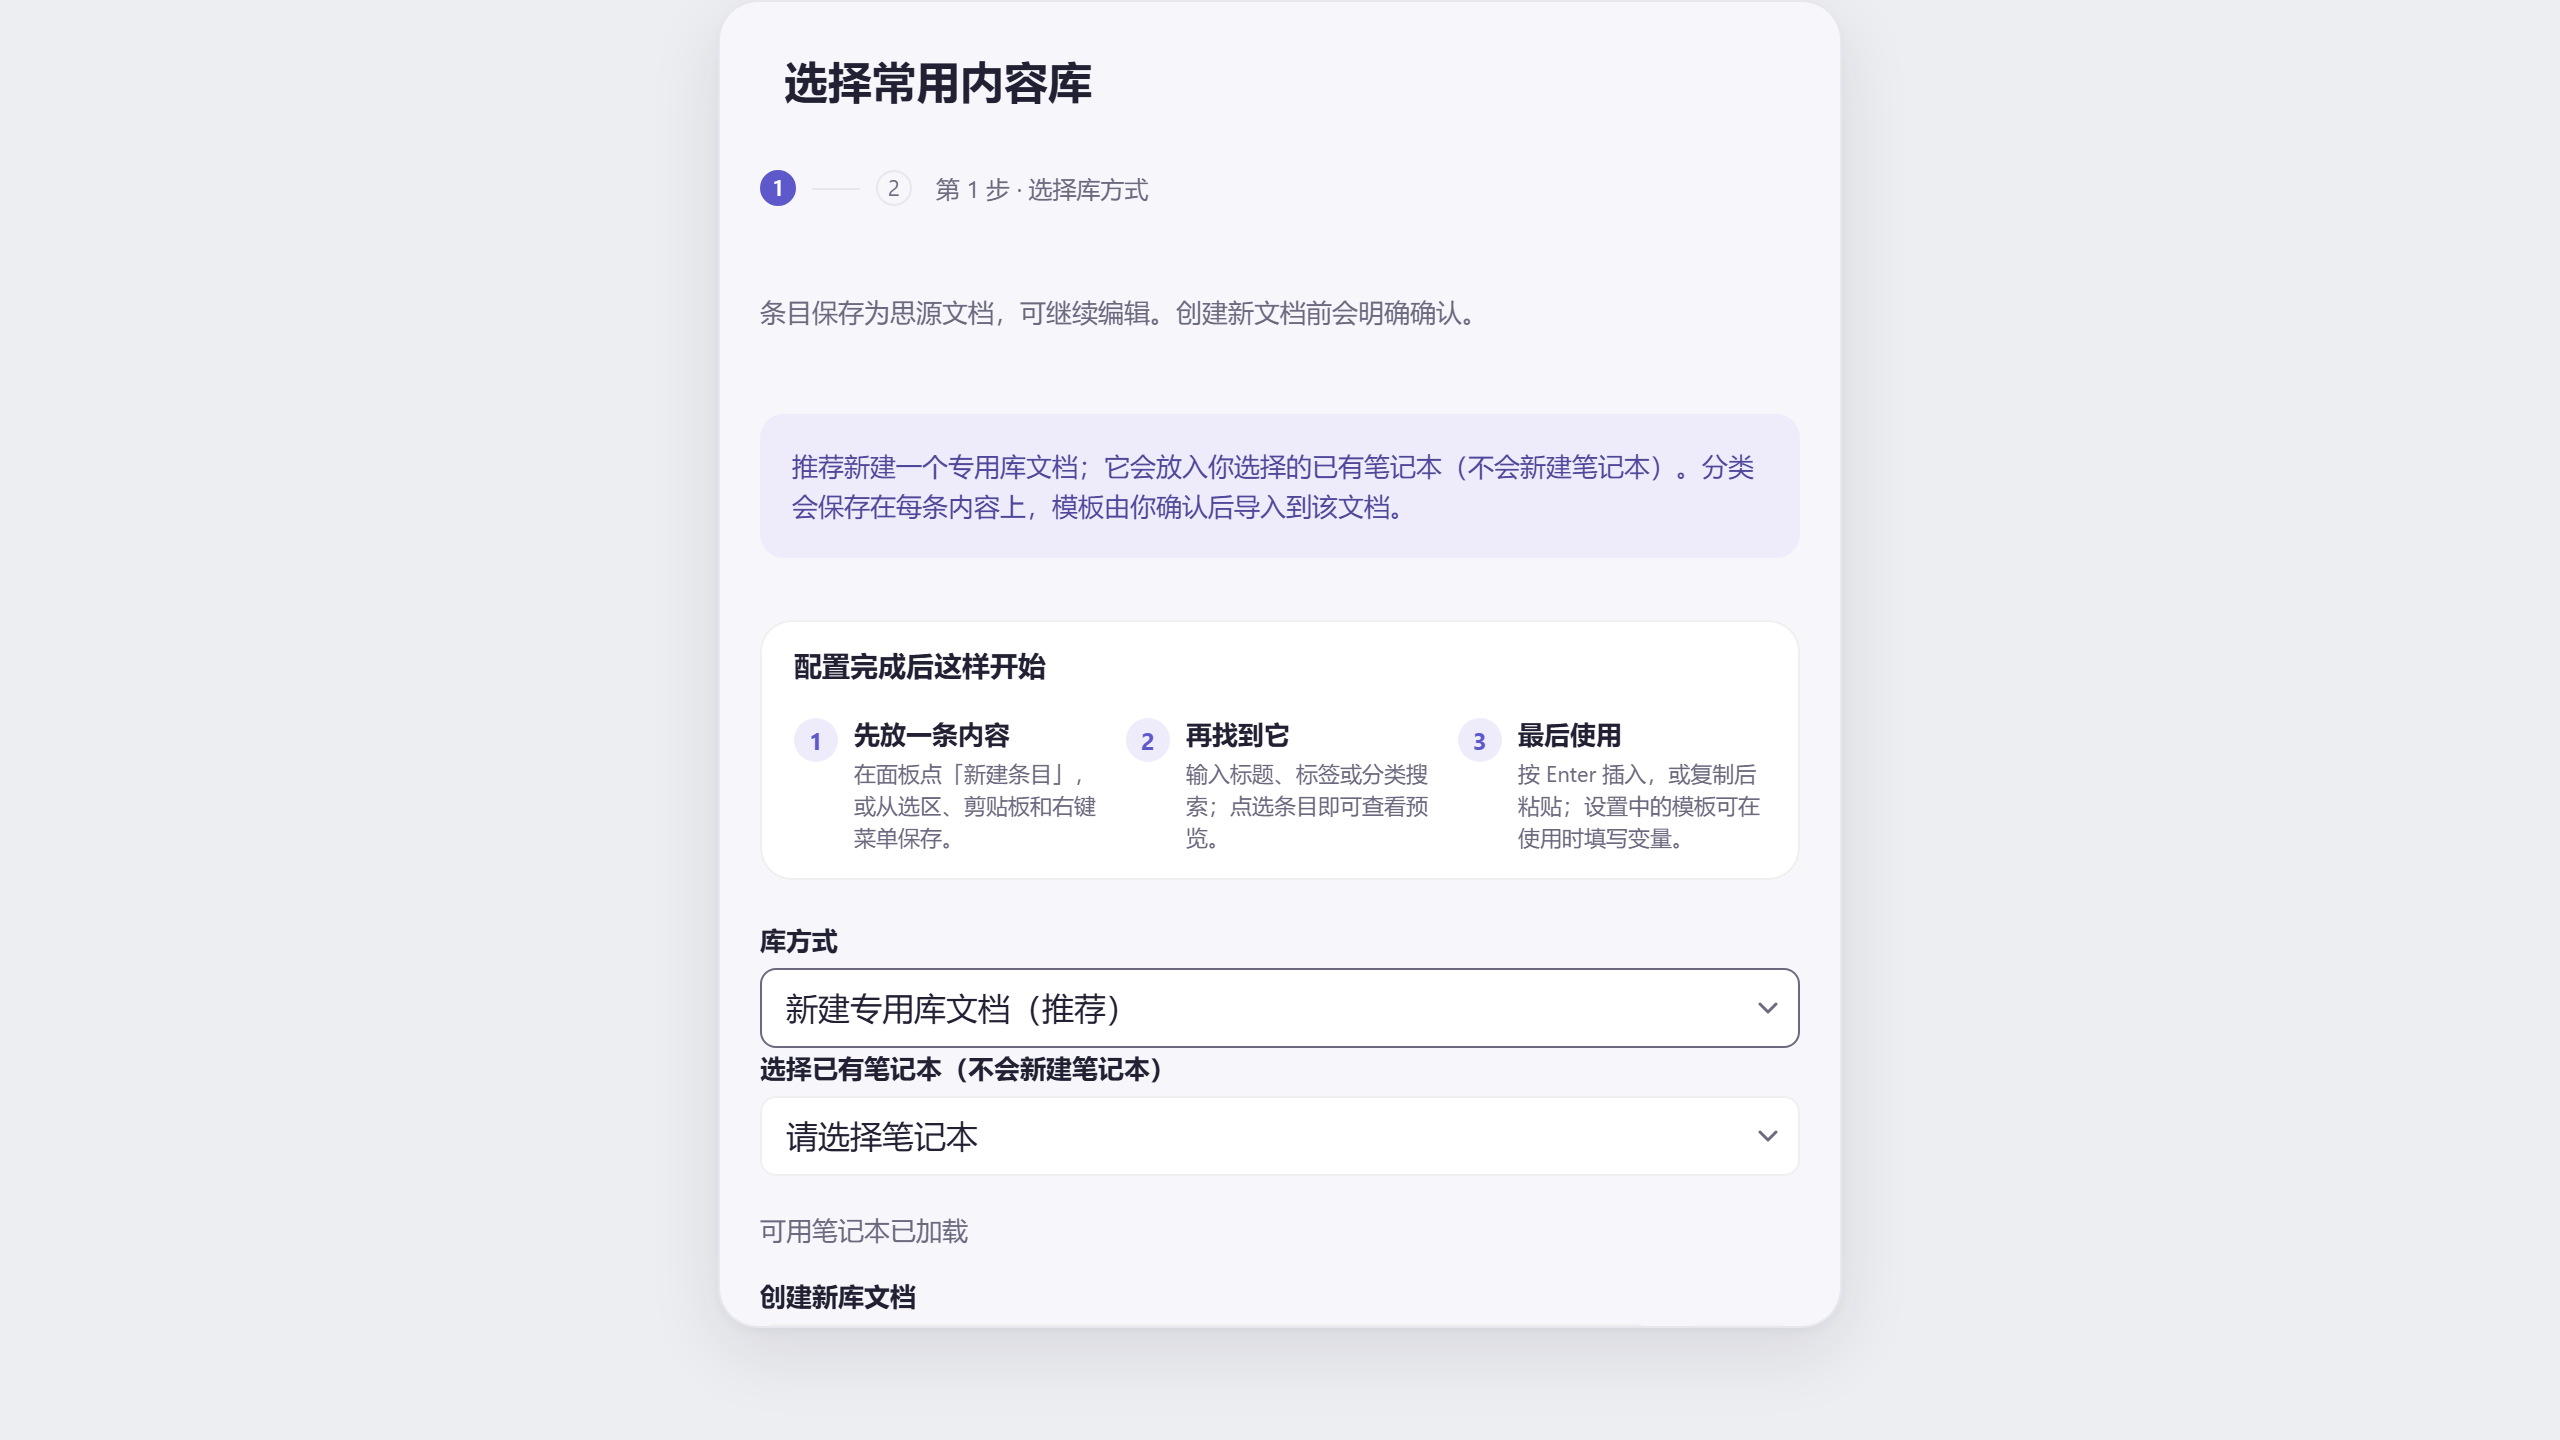 选择常用内容库
1
2
第 1 步 · 选择库方式
条目保存为思源文档，可继续编辑。创建新文档前会明确确认。
推荐新建一个专用库文档；它会放入你选择的已有笔记本（不会新建笔记本）。分类
会保存在每条内容上，模板由你确认后导入到该文档。
配置完成后这样开始
1
先放一条内容
在面板点「新建条目」，
或从选区、剪贴板和右键
菜单保存。
2
再找到它
输入标题、标签或分类搜
索；点选条目即可查看预
览。
3
最后使用
按 Enter 插入，或复制后
粘贴；设置中的模板可在
使用时填写变量。
库方式
新建专用库文档（推荐）
选择已有笔记本（不会新建笔记本）
请选择笔记本
可用笔记本已加载
创建新库文档